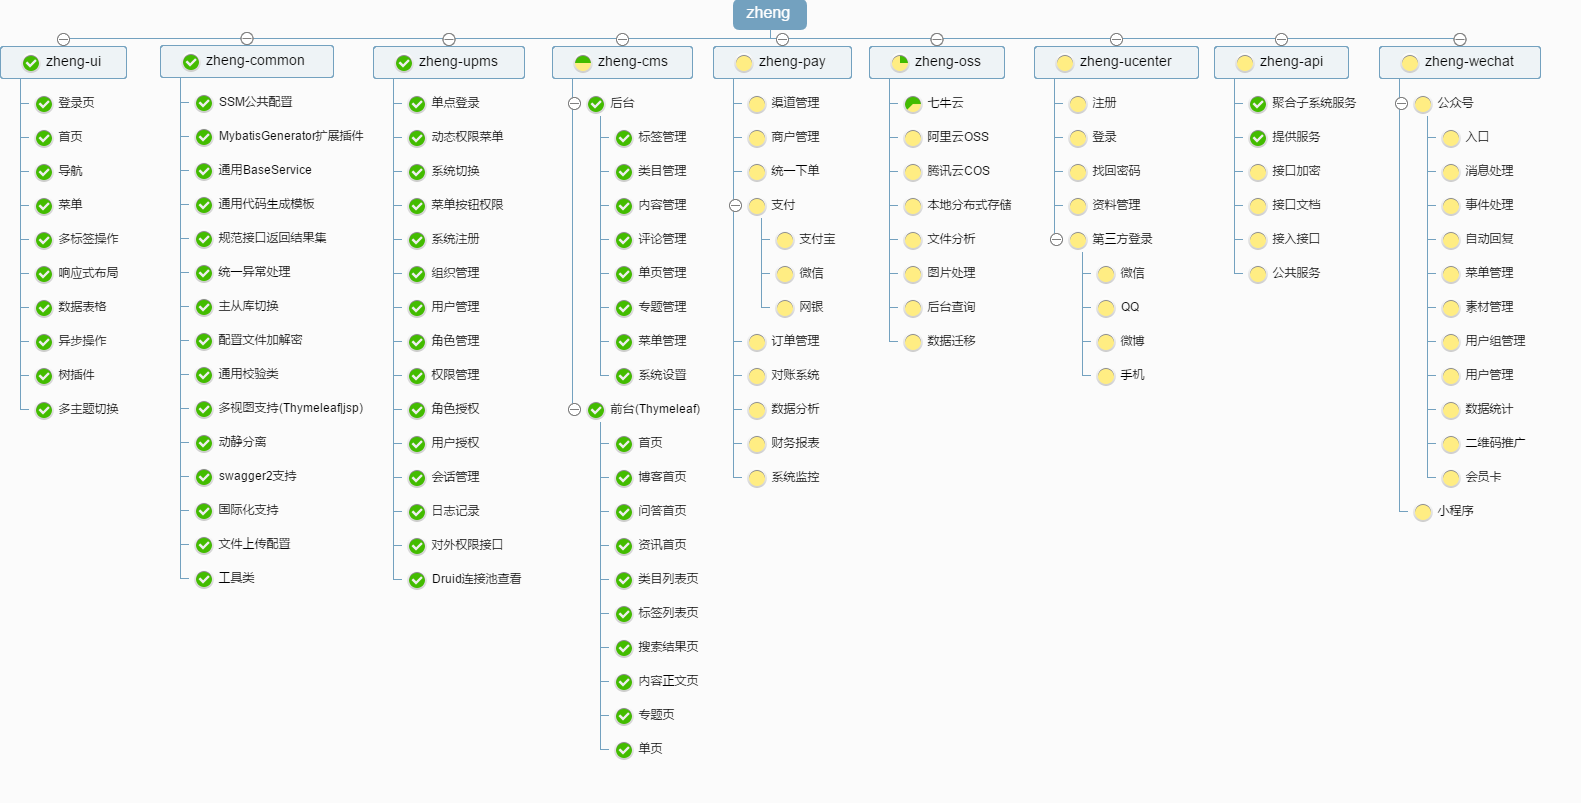 zheng
zheng-ui
登录页
首页
导航
菜单
多标签操作
响应式布局
数据表格
异步操作
树插件
多主题切换
zheng-common
SSM公共配置
MybatisGenerator扩展插件
通用BaseService
通用代码生成模板
规范接口返回结果集
统一异常处理
主从库切换
配置文件加解密
通用校验类
多视图支持(Thymeleafljsp)
动静分离
swagger2支持
国际化支持
文件上传配置
工具类
zheng-upms
单点登录
动态权限菜单
系统切换
菜单按钮权限
系统注册
组织管理
用户管理
角色管理
权限管理
角色授权
用户授权
会话管理
日志记录
对外权限接口
Druid连接池查看
zheng-cms
后台
标签管理
类目管理
内容管理
评论管理
单页管理
专题管理
菜单管理
系统设置
前台(Thymeleaf)
首页
博客首页
问答首页
资讯首页
类目列表页
标签列表页
搜索结果页
内容正文页
专题页
单页
zheng-pay
渠道管理
商户管理
统一下单
支付
支付宝
微信
网银
订单管理
对账系统
数据分析
财务报表
系统监控
zheng-oss
七牛云
阿里云OSS
腾讯云COS
本地分布式存储
文件分析
图片处理
后台查询
数据迁移
zheng-ucenter
注册
登录
找回密码
资料管理
第三方登录
微信
QQ
微博
手机
zheng-api
聚合子系统服务
提供服务
接口加密
接口文档
接入接口
公共服务
zheng-wechat
公众号
入口
消息处理
事件处理
自动回复
菜单管理
素材管理
用户组管理
用户管理
数据统计
二维码推广
会员卡
小程序